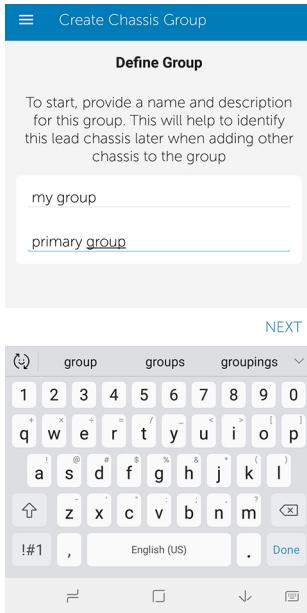 Create Chassis Group
Define Group
To start, provide a name and description
for this group. This will help to identify
this lead chassis later when adding other
chassis to the group
my group
primary group
NEXT
group groups groupings
1 2 3 4 5 6 7 8 9 0
+ × ÷ = / _ < > [ ]
q w e r t y u i o p
! @ # $ % & * ( )
a s d f g h j k l
- ' " : ; , ?
z x c v b n m
!#1 , English (US) . Done